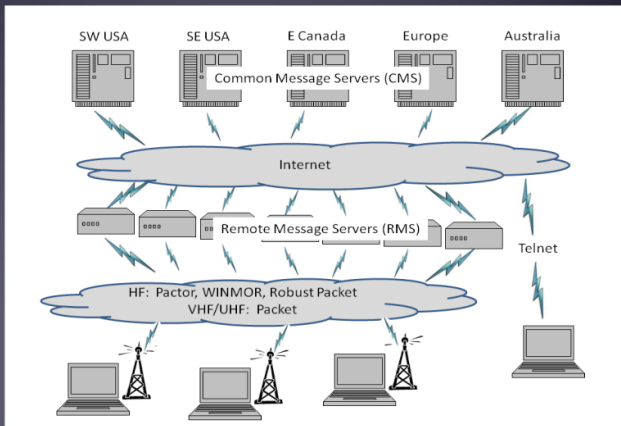 SW USA
SE USA
E Canada
Europe
Australia
Common Message Servers (CMS)
Internet
Remote Message Servers (RMS)
Telnet
HF: Pactor, WINMOR, Robust Packet
VHF/UHF: Packet